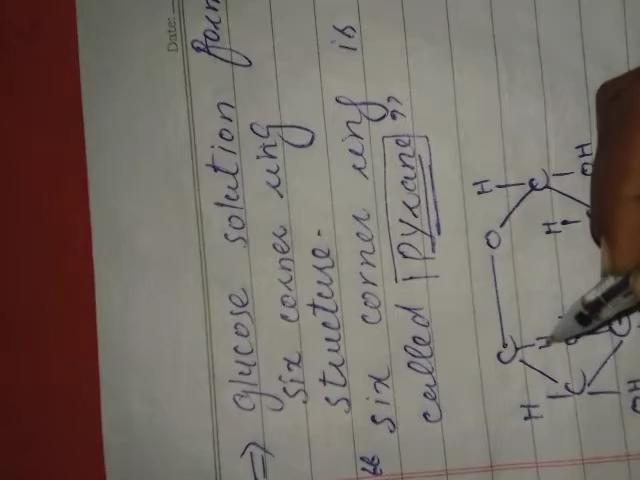 Date:
⇒ glucose solution form
six corner ring
structure.
"six corner ring is
called "Pyrane"
H
O
C
H
OH
C
H
H
C
C
OH